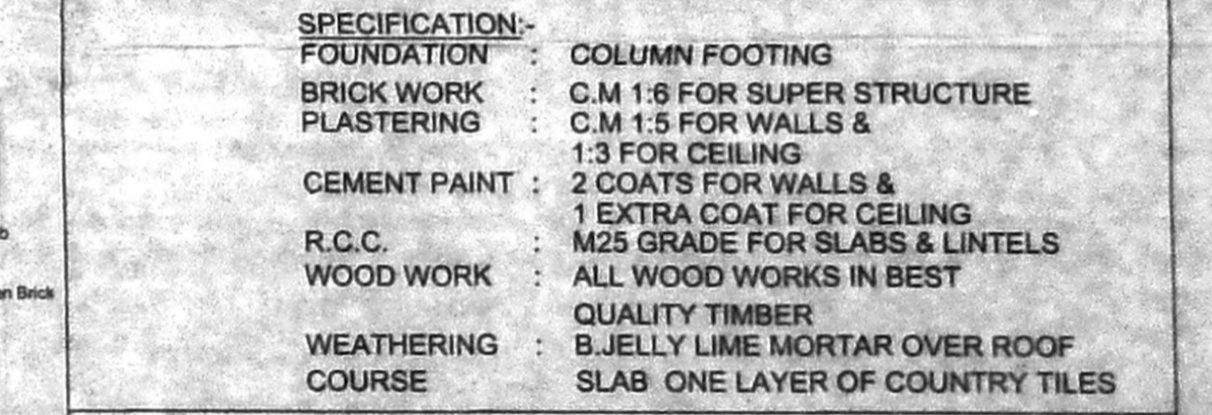 SPECIFICATION:-
FOUNDATION : COLUMN FOOTING
BRICK WORK : C.M 1:6 FOR SUPER STRUCTURE
PLASTERING : C.M 1:5 FOR WALLS &
1:3 FOR CEILING
CEMENT PAINT : 2 COATS FOR WALLS &
1 EXTRA COAT FOR CEILING
R.C.C. : M25 GRADE FOR SLABS & LINTELS
WOOD WORK : ALL WOOD WORKS IN BEST
QUALITY TIMBER
WEATHERING : B.JELLY LIME MORTAR OVER ROOF
COURSE SLAB ONE LAYER OF COUNTRY TILES
Brick